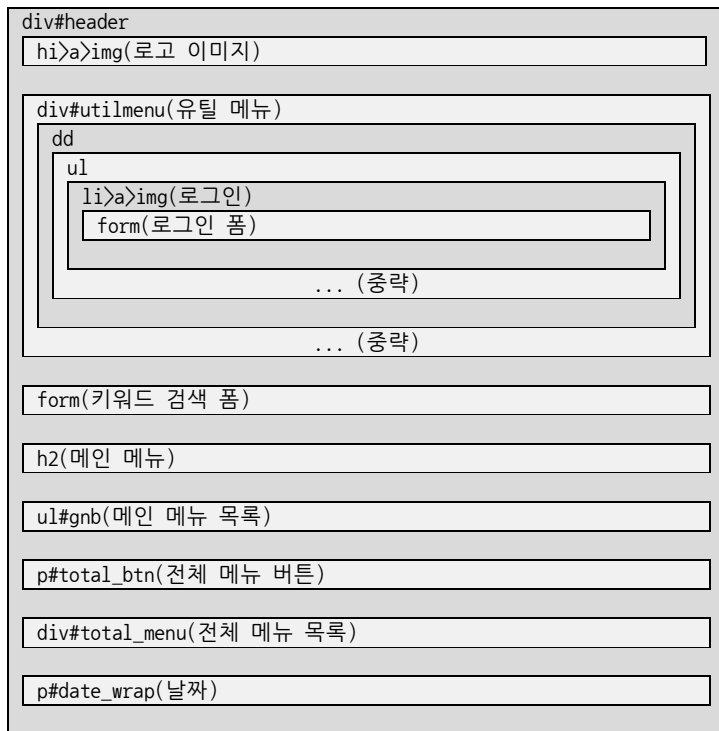 div#header
hi>a>img(로고 이미지)
div#utilmenu(유틸 메뉴)
dd
ul
li>a>img(로그인)
form(로그인 폼)
... (중략)
... (중략)
form(키워드 검색 폼)
h2(메인 메뉴)
ul#gnb(메인 메뉴 목록)
p#total_btn(전체 메뉴 버튼)
div#total_menu(전체 메뉴 목록)
p#date_wrap(날짜)